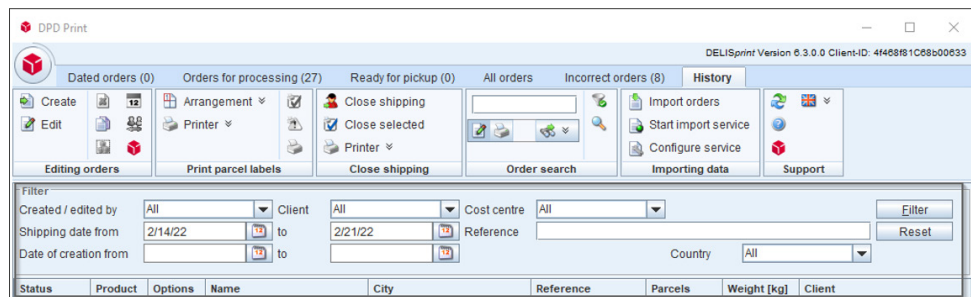 DPD Print
DELISprint Version 6.3.0.0 Client-ID: 4f468f81C68b00633
Dated orders (0) Orders for processing (27) Ready for pickup (0) All orders Incorrect orders (8) History
Create 12 Arrangement Close shipping Import orders
Edit Printer Close selected Start import service
Printer Configure service
Editing orders Print parcel labels Close shipping Order search Importing data Support
Filter
Created / edited by All Client All Cost centre All Filter
Shipping date from 2/14/22 12 to 2/21/22 12 Reference Reset
Date of creation from 12 to 12 Country All
Status Product Options Name City Reference Parcels Weight [kg] Client